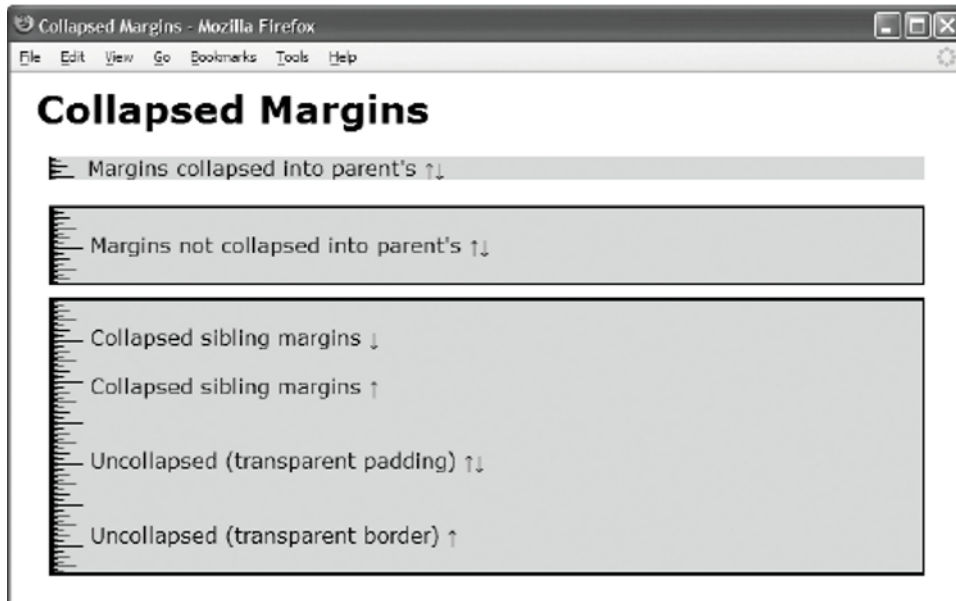 Collapsed Margins - Mozilla Firefox
File Edit View Go Bookmarks Tools Help
Collapsed Margins
Margins collapsed into parent's ↑↓
Margins not collapsed into parent's ↑↓
Collapsed sibling margins ↓
Collapsed sibling margins ↑
Uncollapsed (transparent padding) ↑↓
Uncollapsed (transparent border) ↑